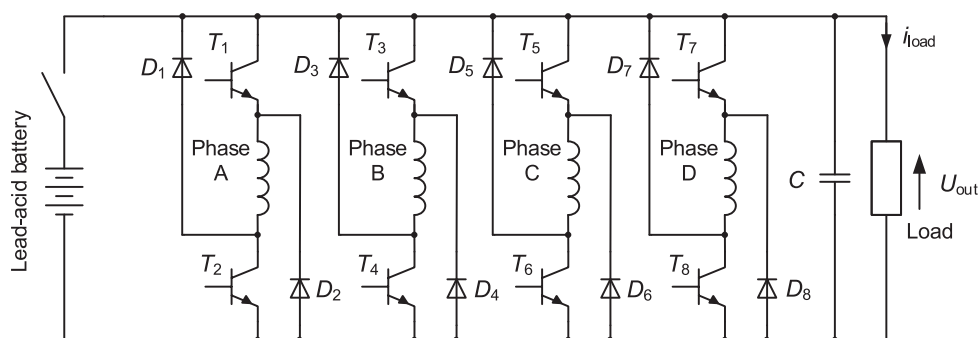 Lead-acid battery
D1
T1
Phase
A
T2
D2
D3
T3
Phase
B
T4
D4
D5
T5
Phase
C
T6
D6
D7
T7
Phase
D
T8
D8
C
iload
Uout
Load